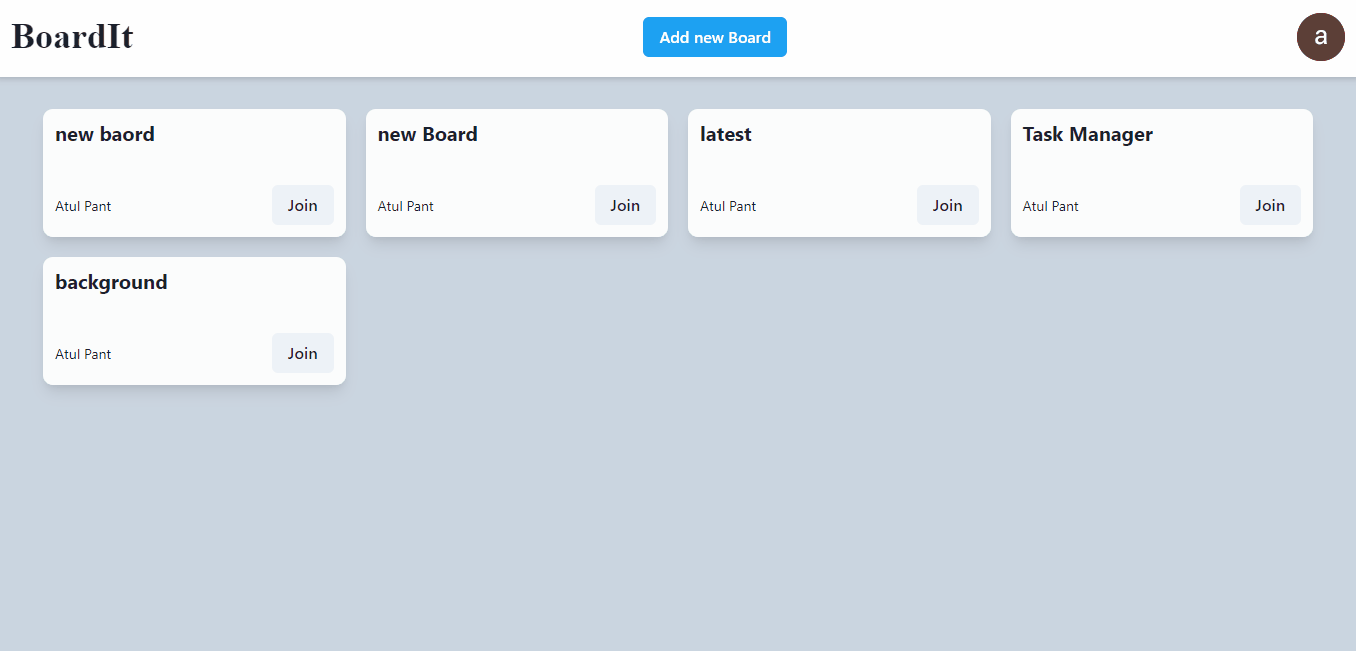 BoardIt
Add new Board
a
new baord
new Board
latest
Task Manager
Atul Pant
Join
Atul Pant
Join
Atul Pant
Join
Atul Pant
Join
background
Atul Pant
Join